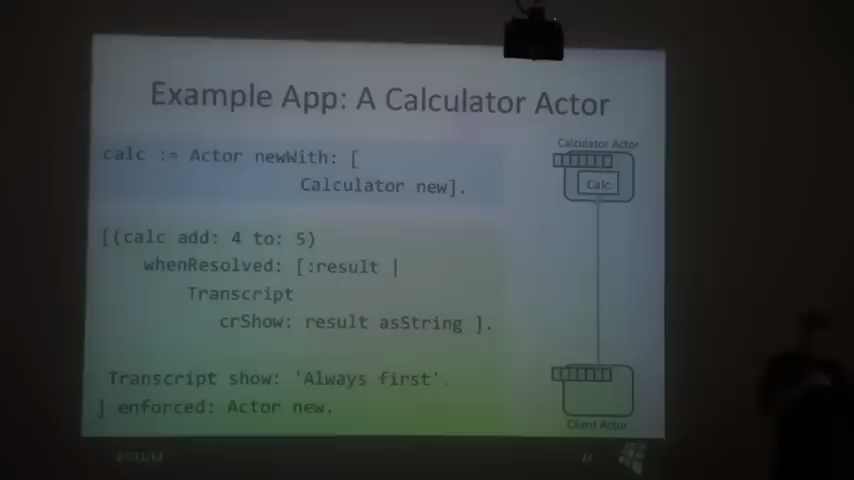 Example App: A Calculator Actor
calc := Actor newWith: [
Calculator new].
[(calc add: 4 to: 5)
whenResolved: [:result |
Transcript
crShow: result asString ].
Transcript show: 'Always first'.
] enforced: Actor new.
Calculator Actor
Calc
Client Actor